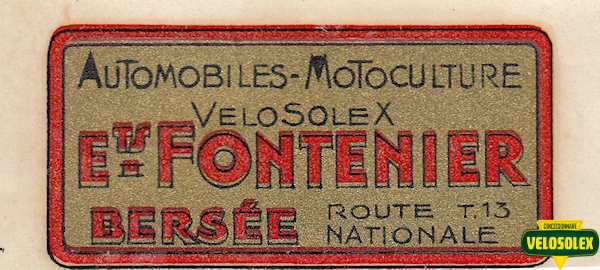 AUTOMOBILES-MOTOCULTURE
VELOSOLEX
ETS FONTENIER
BERSÉE ROUTE T.13
NATIONALE
CONCESSIONNAIRE
VELOSOLEX